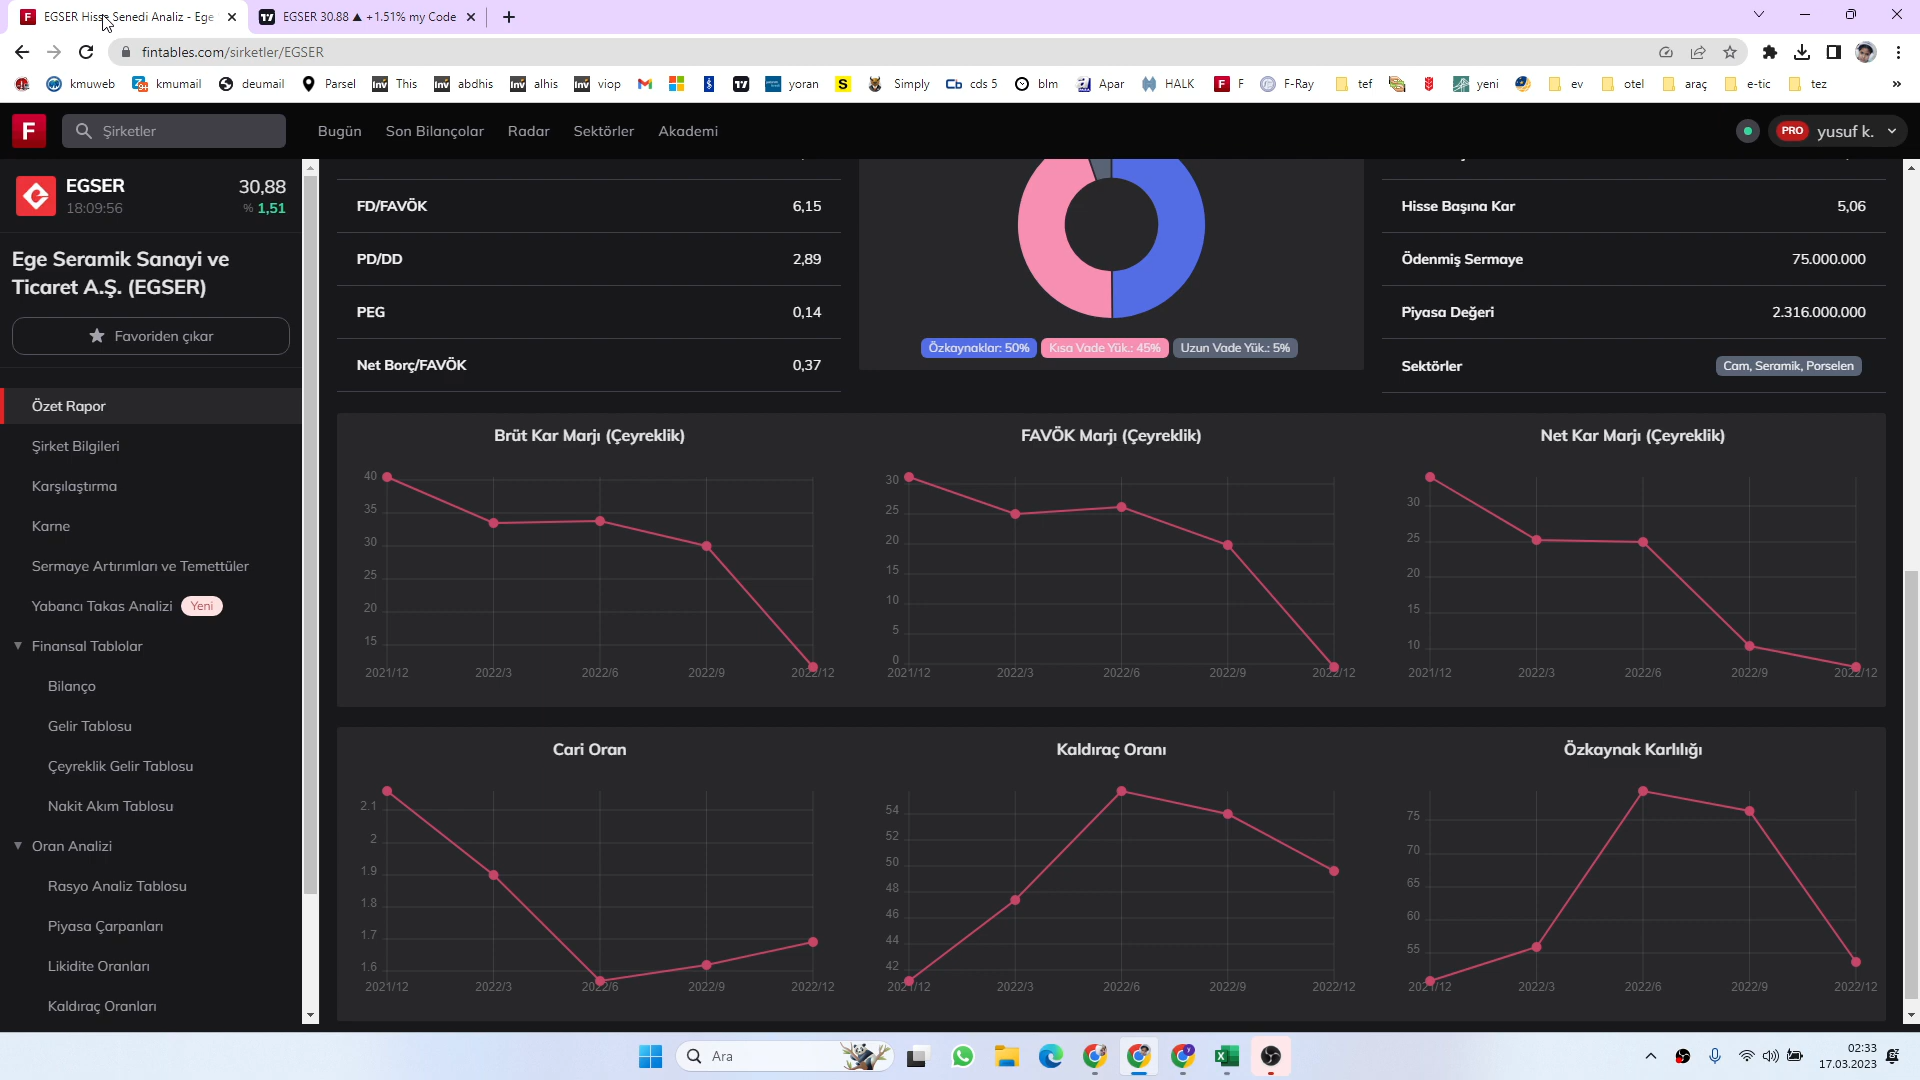 EGSER Hisse Senedi Analiz - Ege
EGSER 30.88 ▲ +1.51% my Code
fintables.com/sirketler/EGSER
kmuweb
kmumail
deumail
Parsel
This
abdhis
alhis
viop
yoran
Simply
cds 5
blm
Apar
HALK
F
F-Ray
tef
yeni
ev
otel
araç
e-tic
tez
»
F
Şirketler
Bugün
Son Bilançolar
Radar
Sektörler
Akademi
PRO
yusuf k.
EGSER
30,88
18:09:56
% 1,51
Ege Seramik Sanayi ve
Ticaret A.Ş. (EGSER)
Favoriden çıkar
Özet Rapor
Şirket Bilgileri
Karşılaştırma
Karne
Sermaye Artırımları ve Temettüler
Yabancı Takas Analizi Yeni
Finansal Tablolar
Bilanço
Gelir Tablosu
Çeyreklik Gelir Tablosu
Nakit Akım Tablosu
Oran Analizi
Rasyo Analiz Tablosu
Piyasa Çarpanları
Likidite Oranları
Kaldıraç Oranları
FD/FAVÖK 6,15
PD/DD 2,89
PEG 0,14
Net Borç/FAVÖK 0,37
Özkaynaklar: 50% Kısa Vade Yük.: 45% Uzun Vade Yük.: 5%
Hisse Başına Kar 5,06
Ödenmiş Sermaye 75.000.000
Piyasa Değeri 2.316.000.000
Sektörler Cam, Seramik, Porselen
Brüt Kar Marjı (Çeyreklik)
40
35
30
25
20
15
2021/12 2022/3 2022/6 2022/9 2022/12
FAVÖK Marjı (Çeyreklik)
30
25
20
15
10
5
0
2021/12 2022/3 2022/6 2022/9 2022/12
Net Kar Marjı (Çeyreklik)
30
25
20
15
10
2021/12 2022/3 2022/6 2022/9 2022/12
Cari Oran
2.1
2
1.9
1.8
1.7
1.6
2021/12 2022/3 2022/6 2022/9 2022/12
Kaldıraç Oranı
54
52
50
48
46
44
42
2021/12 2022/3 2022/6 2022/9 2022/12
Özkaynak Karlılığı
75
70
65
60
55
2021/12 2022/3 2022/6 2022/9 2022/12
Ara
02:33
17.03.2023